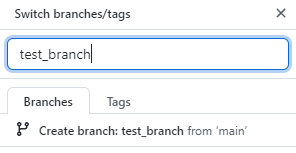 Switch branches/tags
test_branch
Branches Tags
Create branch: test_branch from ‘main’